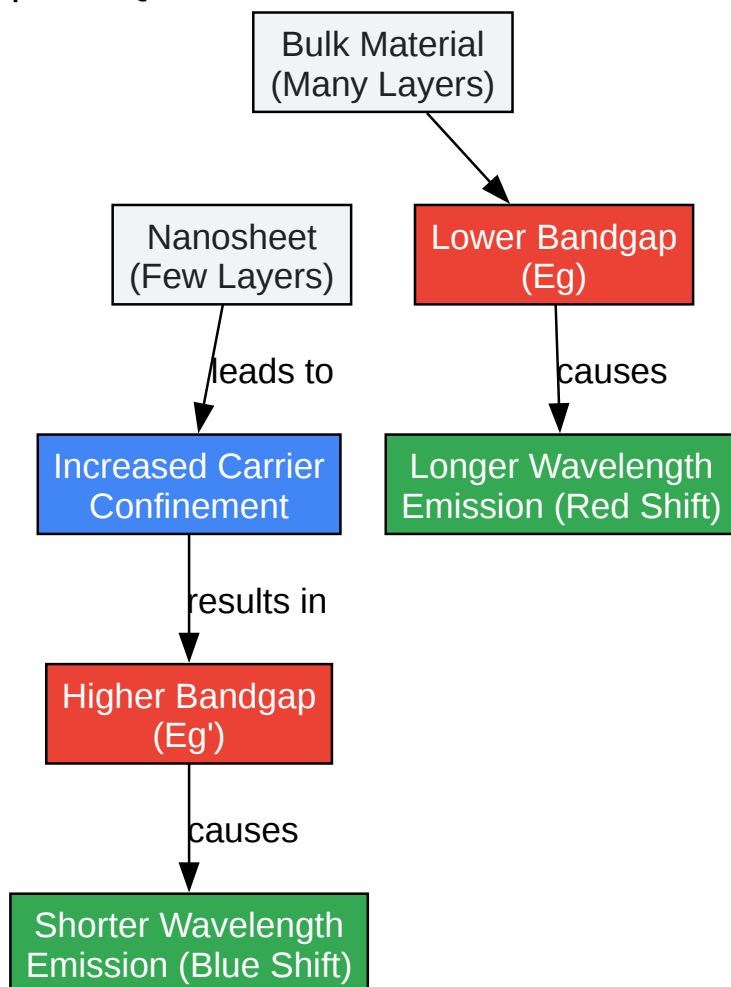 Bulk Material
(Many Layers)
Nanosheet
(Few Layers)
Lower Bandgap
(Eg)
leads to
causes
Increased Carrier
Confinement
Longer Wavelength
Emission (Red Shift)
results in
Higher Bandgap
(Eg')
causes
Shorter Wavelength
Emission (Blue Shift)